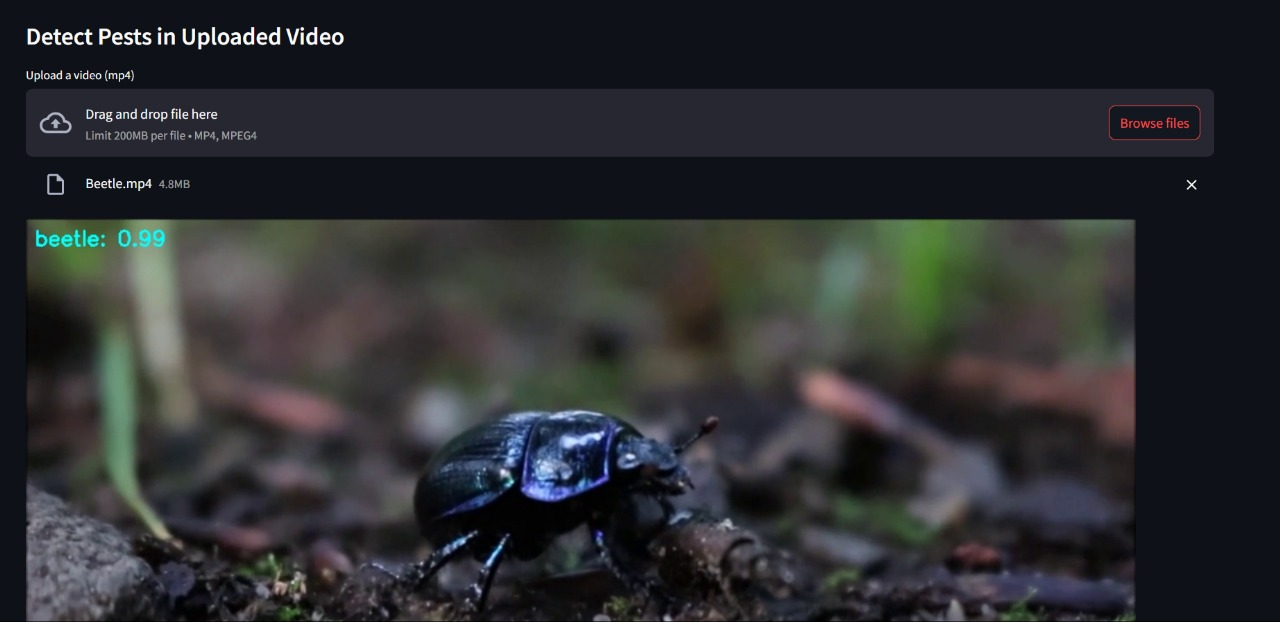 Detect Pests in Uploaded Video
Upload a video (mp4)
Drag and drop file here
Limit 200MB per file • MP4, MPEG4
Browse files
Beetle.mp4 4.8MB
beetle: 0.99